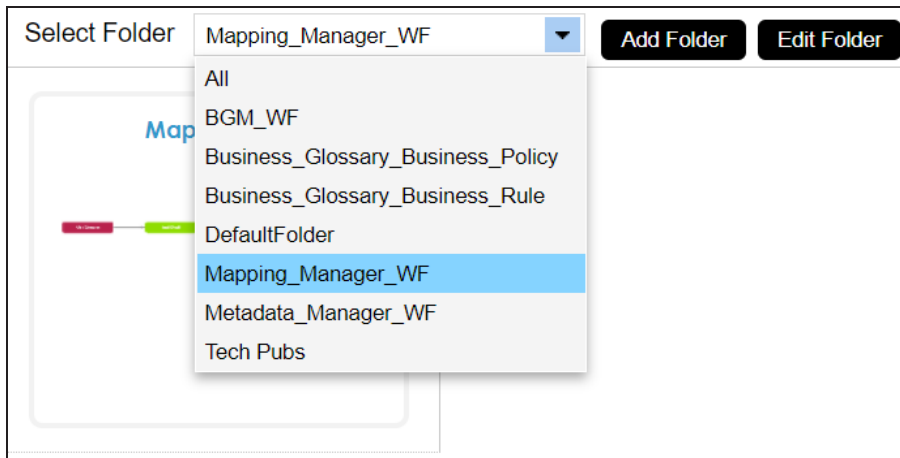 Select Folder Mapping_Manager_WF Add Folder Edit Folder
All
BGM_WF
Business_Glossary_Business_Policy
Business_Glossary_Business_Rule
DefaultFolder
Mapping_Manager_WF
Metadata_Manager_WF
Tech Pubs
Map